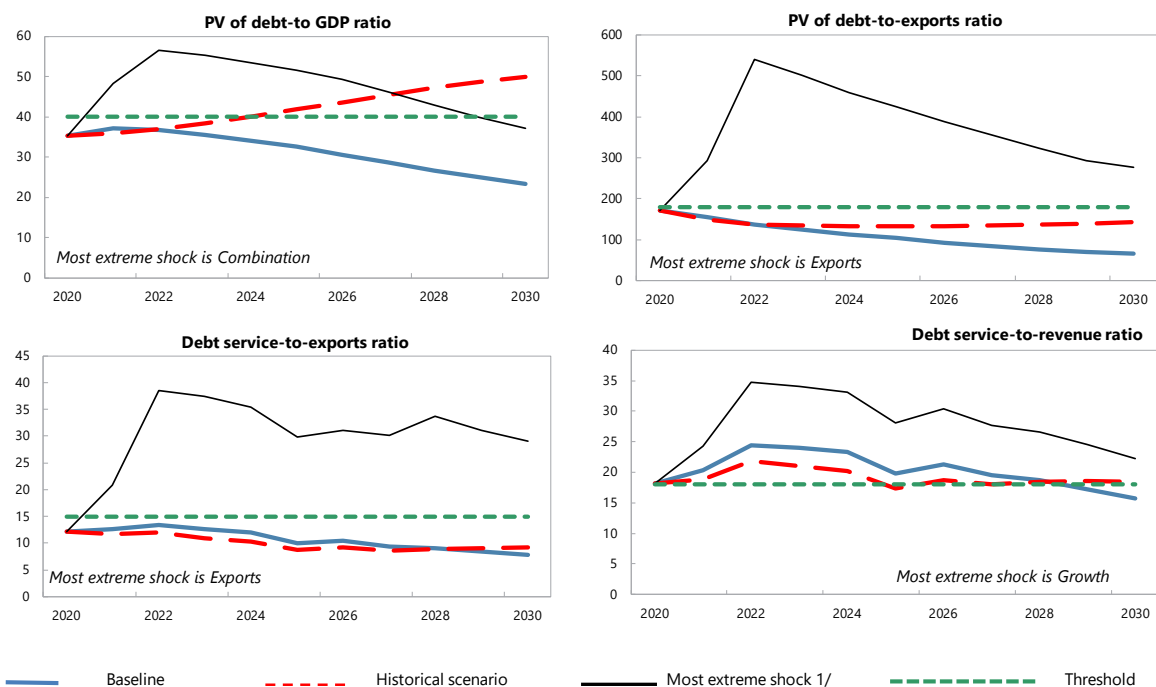 PV of debt-to GDP ratio
60
50
40
30
20
10
0
Most extreme shock is Combination
2020 2022 2024 2026 2028 2030
PV of debt-to-exports ratio
600
500
400
300
200
100
0
Most extreme shock is Exports
2020 2022 2024 2026 2028 2030
Debt service-to-exports ratio
45
40
35
30
25
20
15
10
5
0
Most extreme shock is Exports
2020 2022 2024 2026 2028 2030
Debt service-to-revenue ratio
40
35
30
25
20
15
10
5
0
Most extreme shock is Growth
2020 2022 2024 2026 2028 2030
Baseline Historical scenario Most extreme shock 1/ Threshold